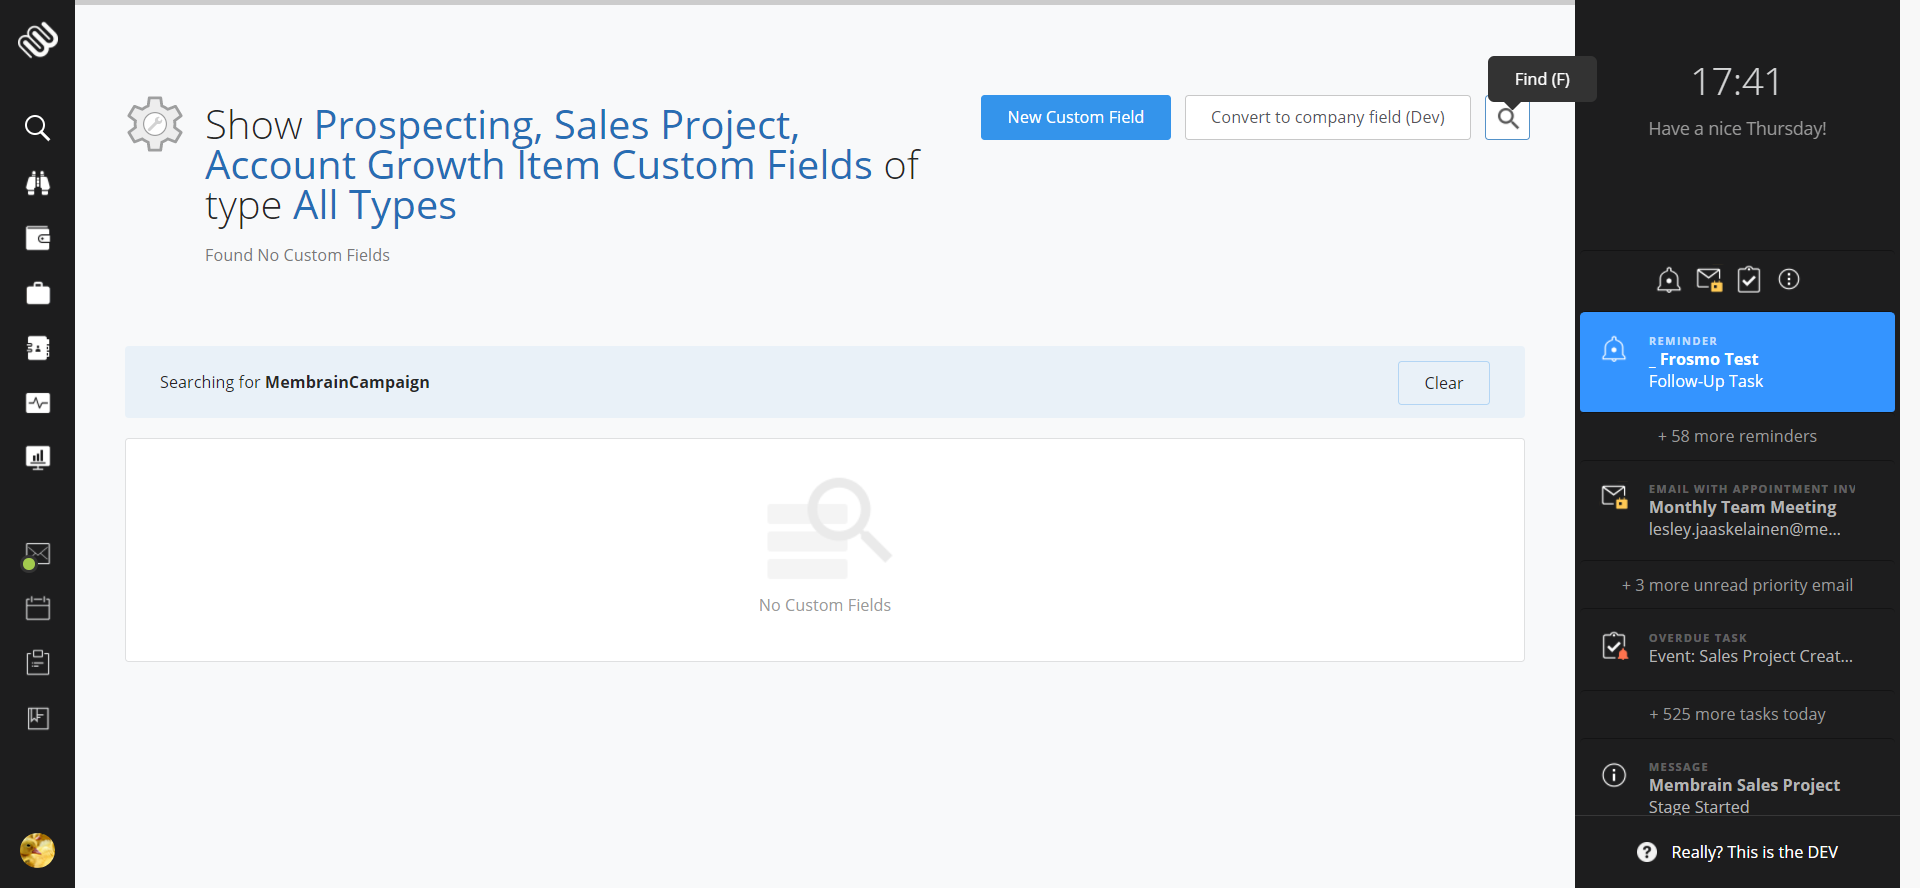 Show Prospecting, Sales Project,
Account Growth Item Custom Fields of
type All Types
Found No Custom Fields
New Custom Field
Convert to company field (Dev)
Find (F)
Searching for MembrainCampaign
Clear
No Custom Fields
17:41
Have a nice Thursday!
REMINDER
_ Frosmo Test
Follow-Up Task
+ 58 more reminders
EMAIL WITH APPOINTMENT INV
Monthly Team Meeting
lesley.jaaskelainen@me...
+ 3 more unread priority email
OVERDUE TASK
Event: Sales Project Creat...
+ 525 more tasks today
MESSAGE
Membrain Sales Project
Stage Started
Really? This is the DEV